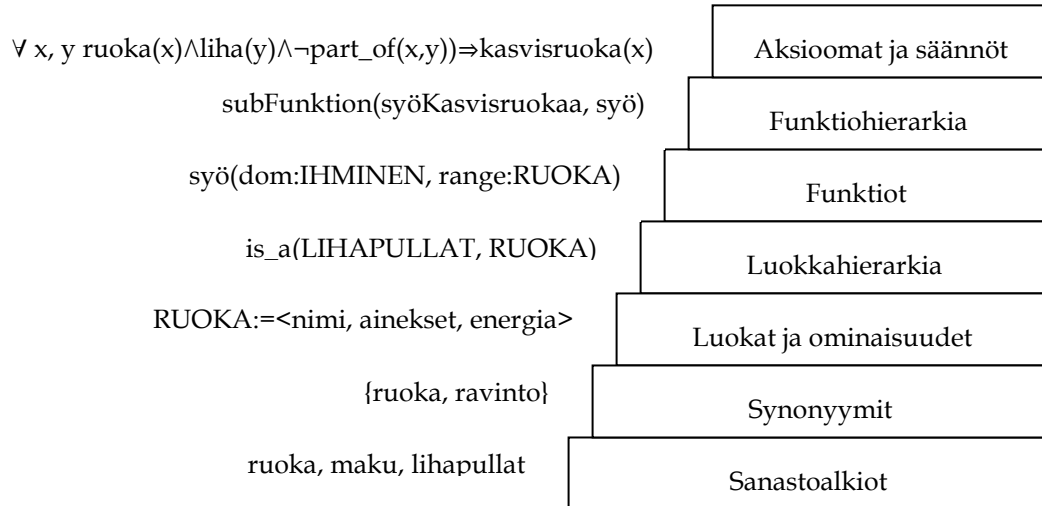 ∀ x, y ruoka(x)∧liha(y)∧¬part_of(x,y))⇒kasvisruoka(x)
Aksioomat ja säännöt
subFunktion(syöKasvisruokaa, syö)
Funktiohierarkia
syö(dom:IHMINEN, range:RUOKA)
Funktiot
is_a(LIHAPULLAT, RUOKA)
Luokkahierarkia
RUOKA:=<nimi, ainekset, energia>
Luokat ja ominaisuudet
{ruoka, ravinto}
Synonyymit
ruoka, maku, lihapullat
Sanastoalkiot